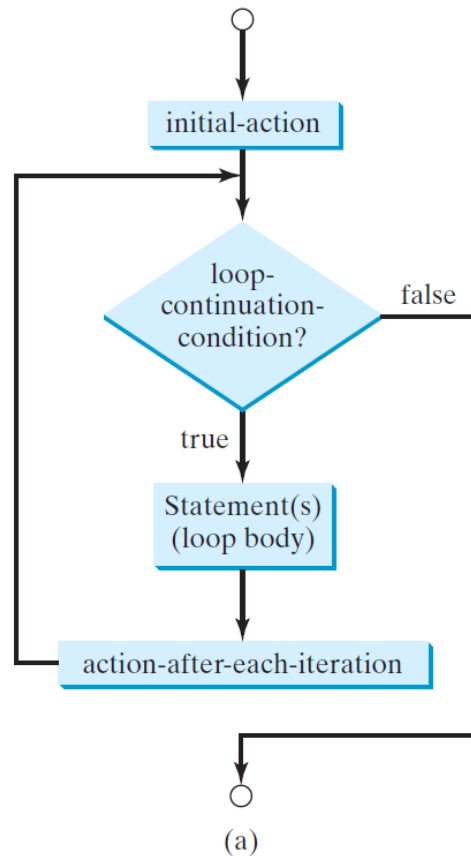 initial-action
loop-
continuation-
condition?
false
true
Statement(s)
(loop body)
action-after-each-iteration
(a)